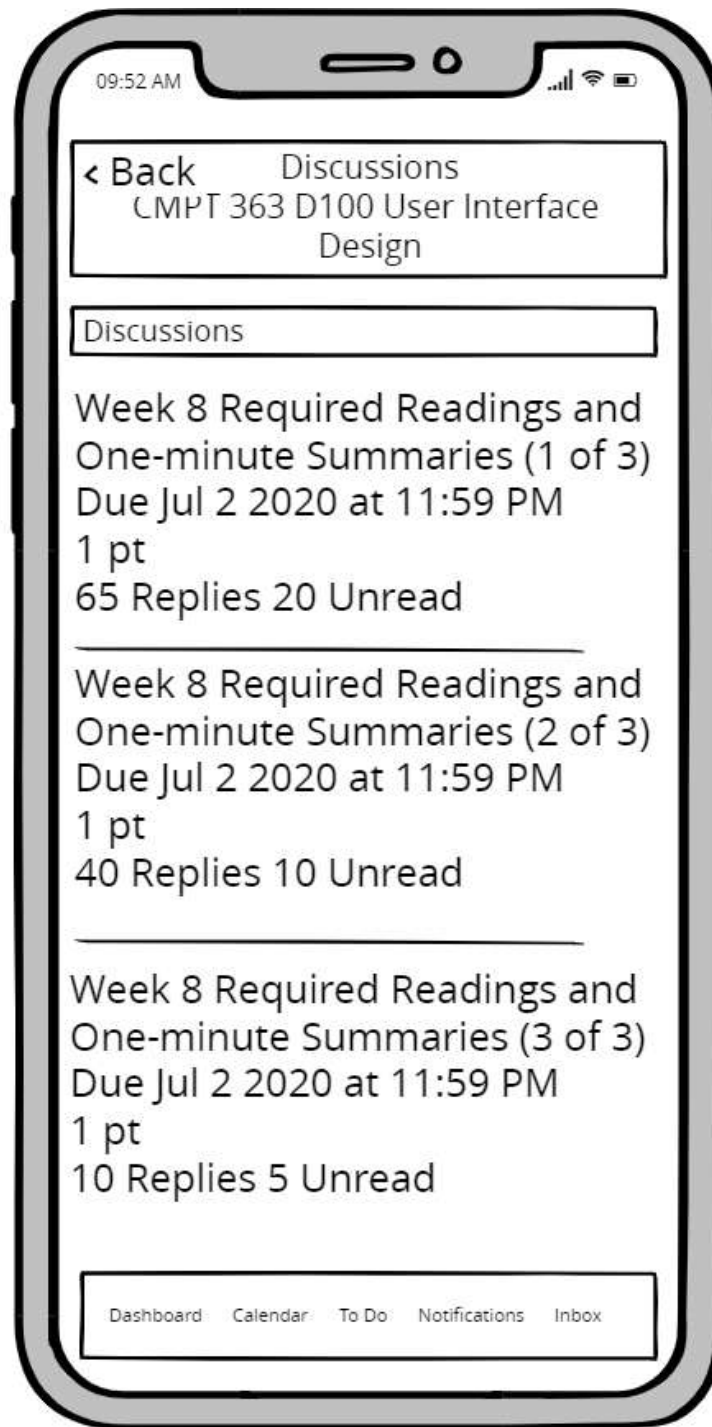 09:52 AM
< Back Discussions
CMPT 363 D100 User Interface
Design
Discussions
Week 8 Required Readings and
One-minute Summaries (1 of 3)
Due Jul 2 2020 at 11:59 PM
1 pt
65 Replies 20 Unread
Week 8 Required Readings and
One-minute Summaries (2 of 3)
Due Jul 2 2020 at 11:59 PM
1 pt
40 Replies 10 Unread
Week 8 Required Readings and
One-minute Summaries (3 of 3)
Due Jul 2 2020 at 11:59 PM
1 pt
10 Replies 5 Unread
Dashboard Calendar To Do Notifications Inbox